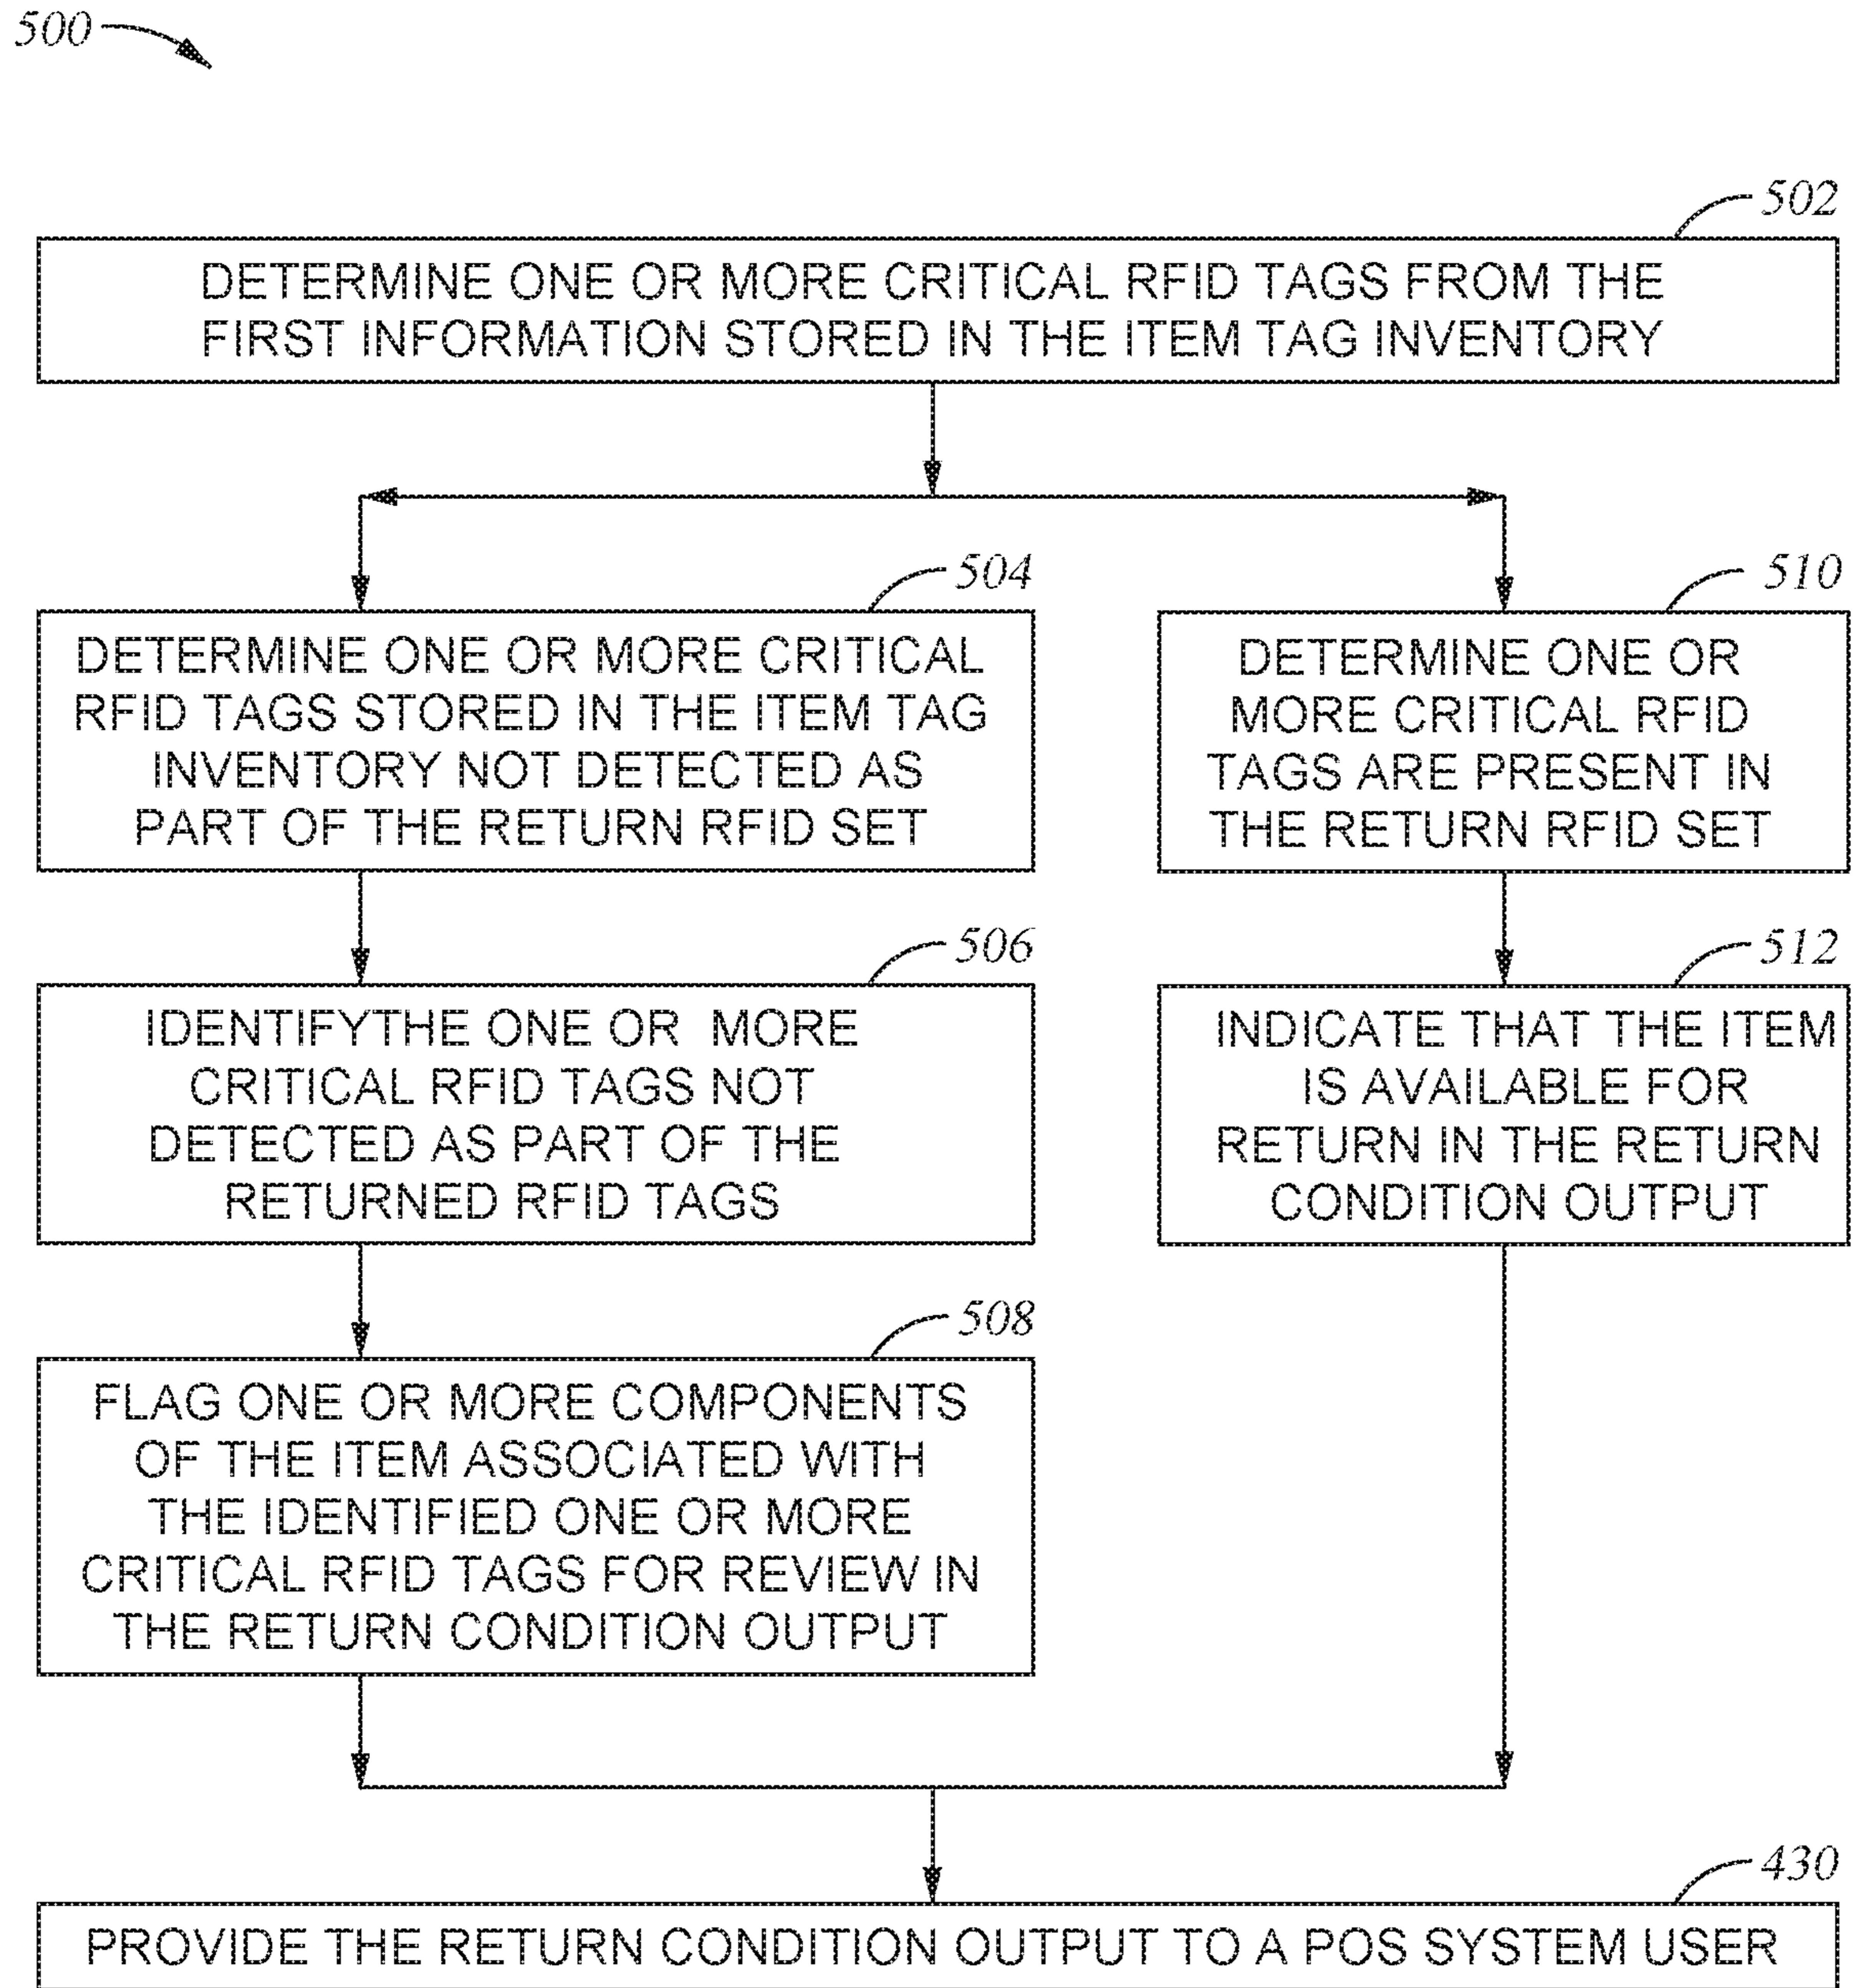 500
502
DETERMINE ONE OR MORE CRITICAL RFID TAGS FROM THE
FIRST INFORMATION STORED IN THE ITEM TAG INVENTORY
504
DETERMINE ONE OR MORE CRITICAL
RFID TAGS STORED IN THE ITEM TAG
INVENTORY NOT DETECTED AS
PART OF THE RETURN RFID SET
510
DETERMINE ONE OR
MORE CRITICAL RFID
TAGS ARE PRESENT IN
THE RETURN RFID SET
506
IDENTIFYTHE ONE OR MORE
CRITICAL RFID TAGS NOT
DETECTED AS PART OF THE
RETURNED RFID TAGS
512
INDICATE THAT THE ITEM
IS AVAILABLE FOR
RETURN IN THE RETURN
CONDITION OUTPUT
508
FLAG ONE OR MORE COMPONENTS
OF THE ITEM ASSOCIATED WITH
THE IDENTIFIED ONE OR MORE
CRITICAL RFID TAGS FOR REVIEW IN
THE RETURN CONDITION OUTPUT
430
PROVIDE THE RETURN CONDITION OUTPUT TO A POS SYSTEM USER